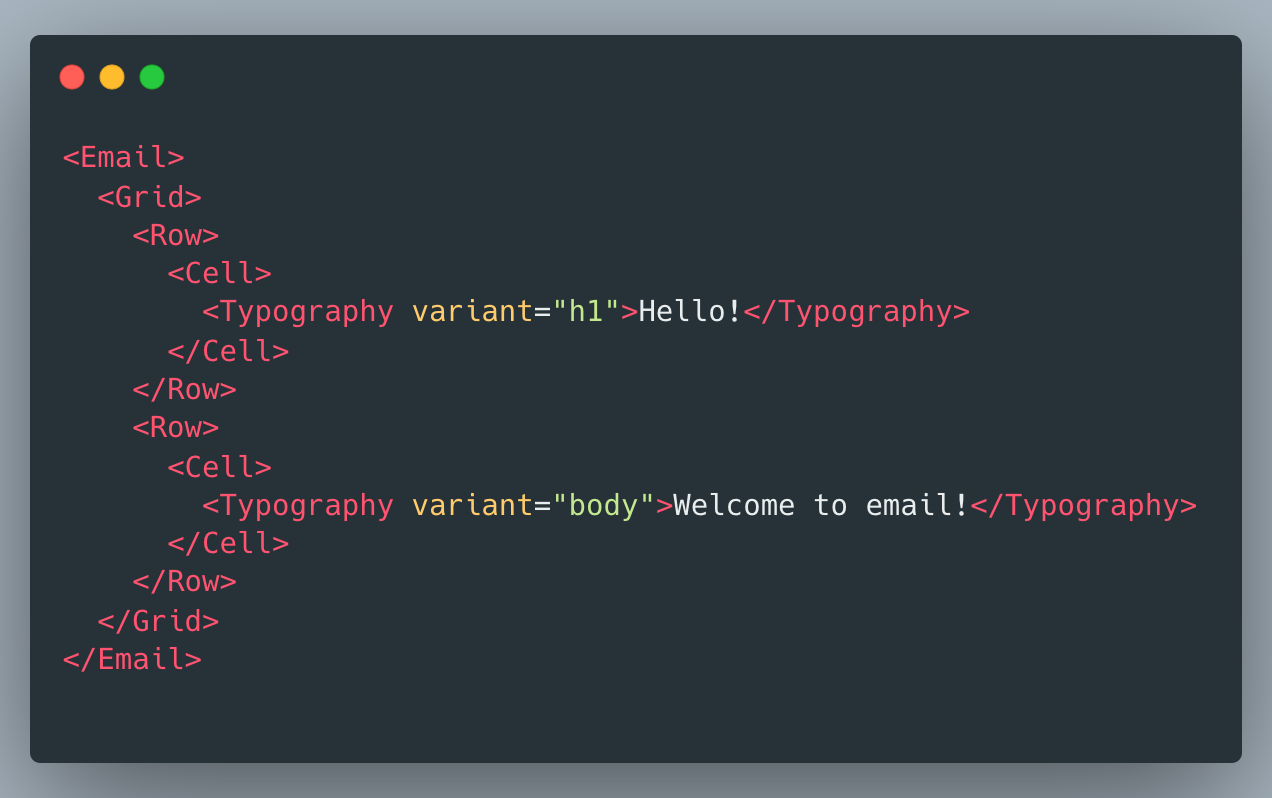 <Email>
  <Grid>
    <Row>
      <Cell>
        <Typography variant="h1">Hello!</Typography>
      </Cell>
    </Row>
    <Row>
      <Cell>
        <Typography variant="body">Welcome to email!</Typography>
      </Cell>
    </Row>
  </Grid>
</Email>